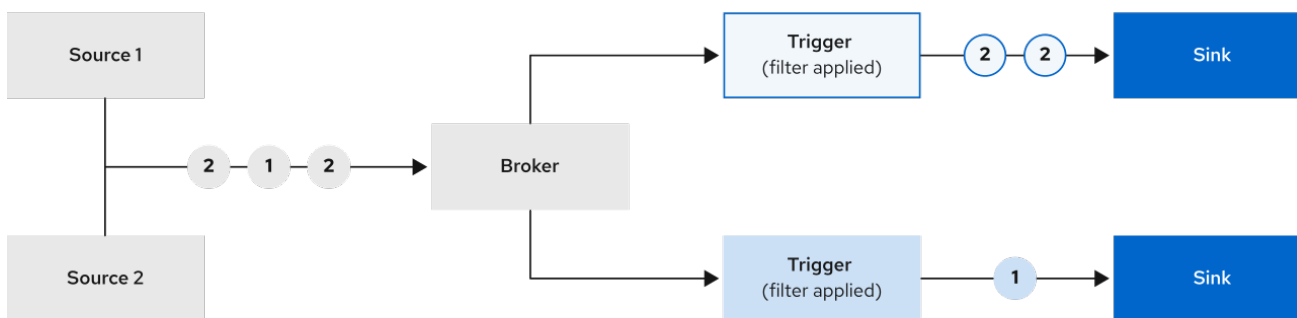 Source 1
Trigger
(filter applied)
2
2
Sink
2
1
2
Broker
Source 2
Trigger
(filter applied)
1
Sink